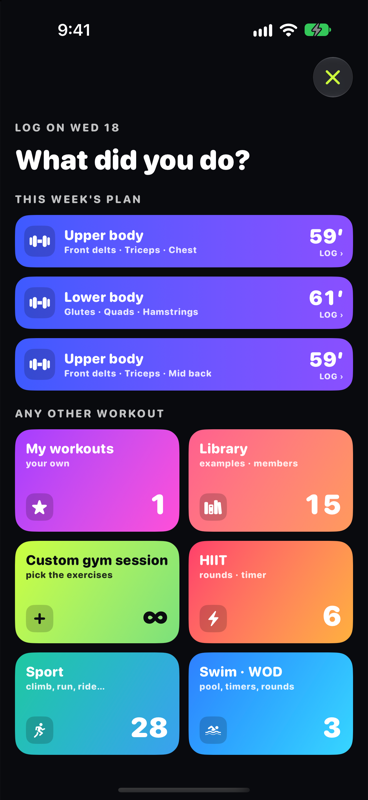 9:41
LOG ON WED 18
What did you do?
THIS WEEK'S PLAN
Upper body
Front delts · Triceps · Chest
59′
LOG ›
Lower body
Glutes · Quads · Hamstrings
61′
LOG ›
Upper body
Front delts · Triceps · Mid back
59′
LOG ›
ANY OTHER WORKOUT
My workouts
your own
1
Library
examples · members
15
Custom gym session
pick the exercises
∞
HIIT
rounds · timer
6
Sport
climb, run, ride...
28
Swim · WOD
pool, timers, rounds
3